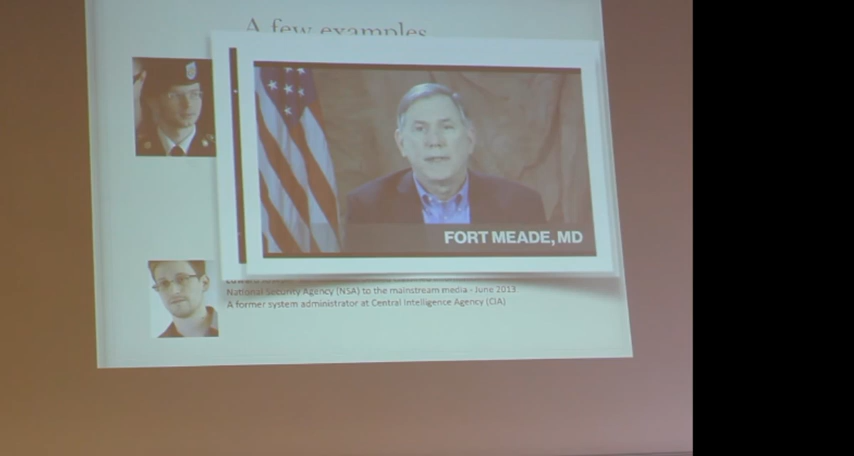 A few examples
FORT MEADE, MD
National Security Agency (NSA) to the mainstream media - June 2013.
A former system administrator at Central Intelligence Agency (CIA)